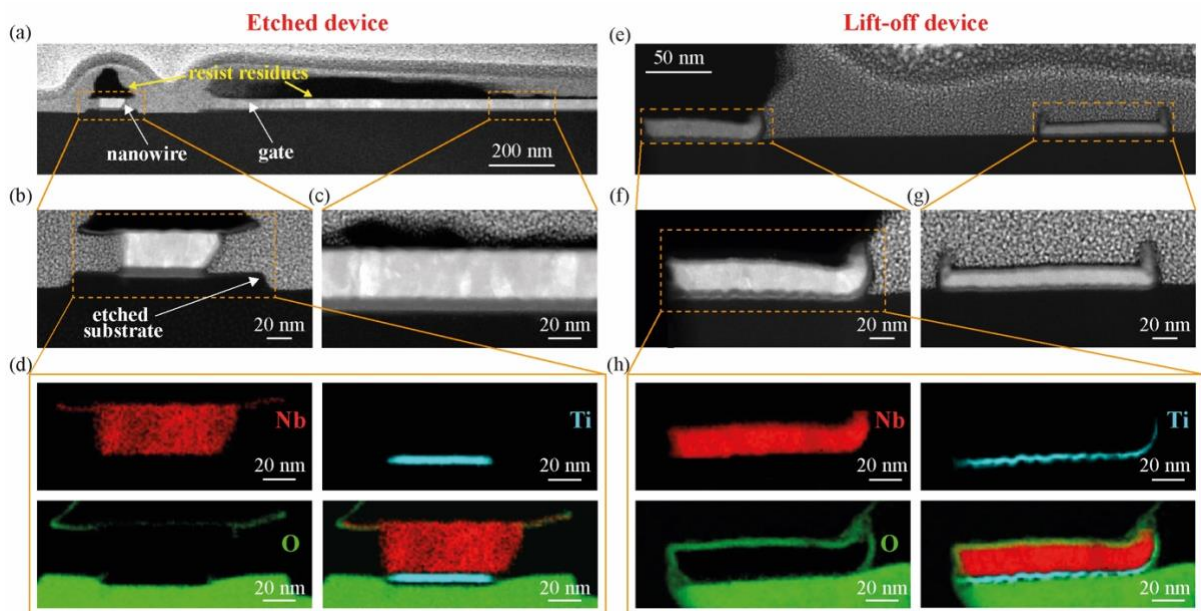 Etched device
Lift-off device
(a)
resist residues
nanowire
gate
200 nm
(e)
50 nm
(b)
etched
substrate
20 nm
(c)
20 nm
(f)
20 nm
(g)
20 nm
(d)
Nb
20 nm
Ti
20 nm
O
20 nm
20 nm
(h)
Nb
20 nm
Ti
20 nm
O
20 nm
20 nm